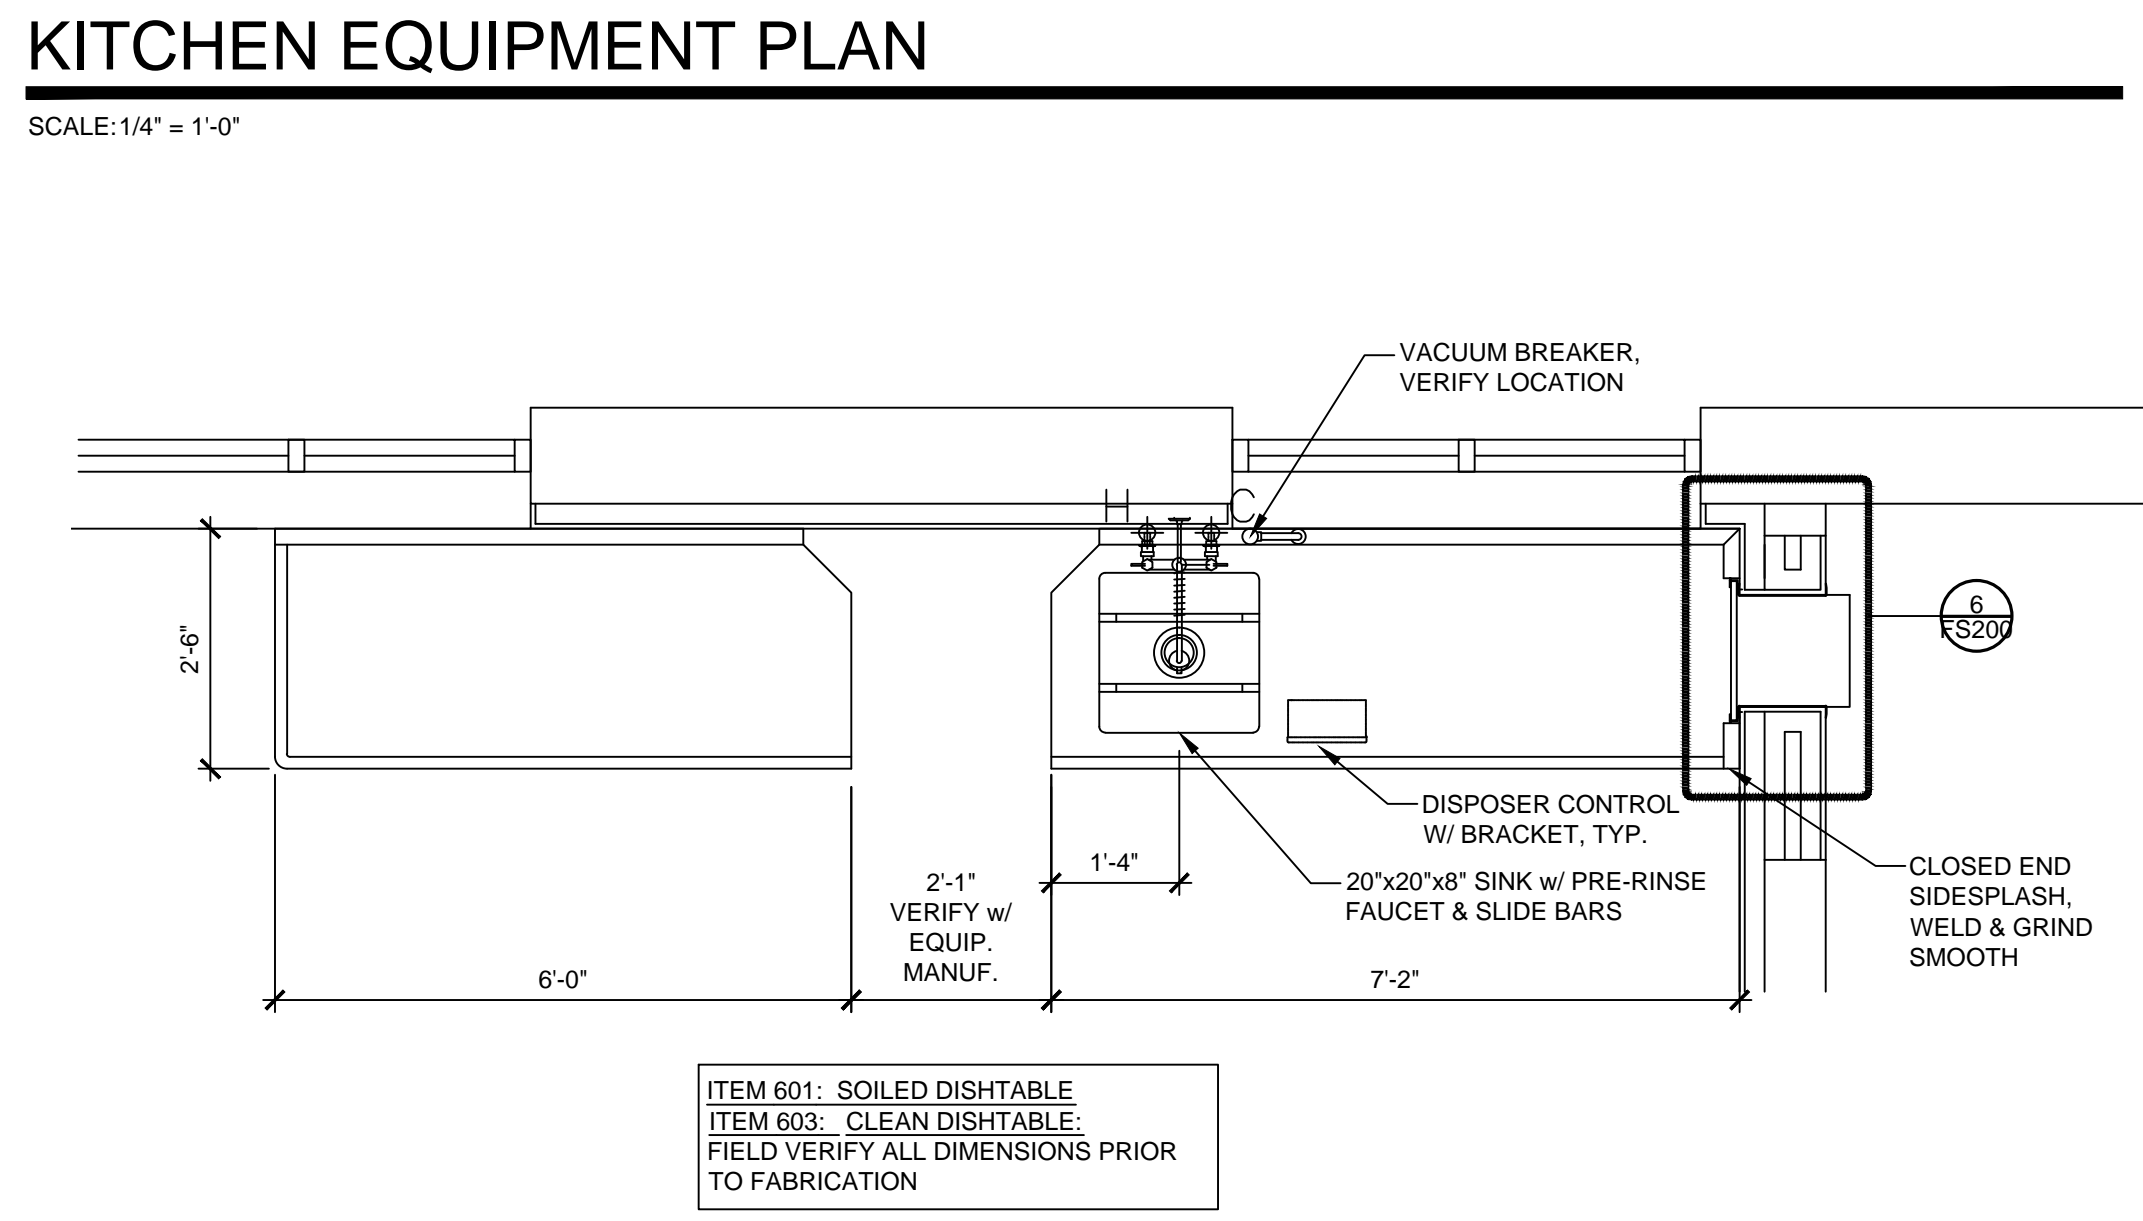 KITCHEN EQUIPMENT PLAN
SCALE:1/4" = 1'-0"
VACUUM BREAKER,
VERIFY LOCATION
6
FS200
2'-6"
DISPOSER CONTROL
W/ BRACKET, TYP.
1'-4"
20"x20"x8" SINK w/ PRE-RINSE
FAUCET & SLIDE BARS
CLOSED END
SIDESPLASH,
WELD & GRIND
SMOOTH
2'-1"
VERIFY w/
EQUIP.
MANUF.
6'-0"
7'-2"
ITEM 601: SOILED DISHTABLE
ITEM 603: CLEAN DISHTABLE:
FIELD VERIFY ALL DIMENSIONS PRIOR
TO FABRICATION